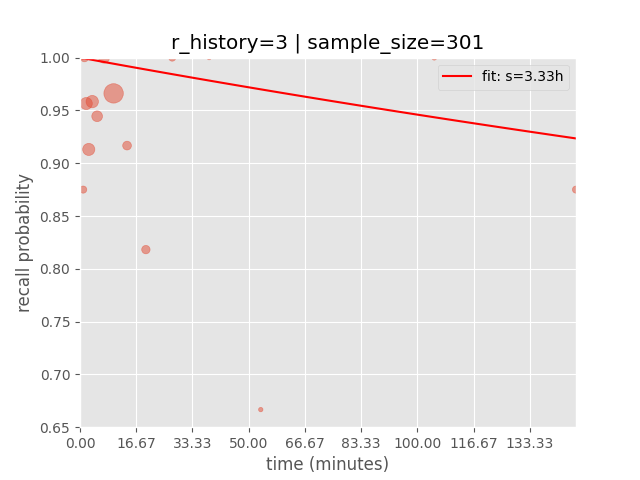 r_history=3 | sample_size=301
fit: s=3.33h
recall probability
1.00
0.95
0.90
0.85
0.80
0.75
0.70
0.65
0.00 16.67 33.33 50.00 66.67 83.33 100.00 116.67 133.33
time (minutes)